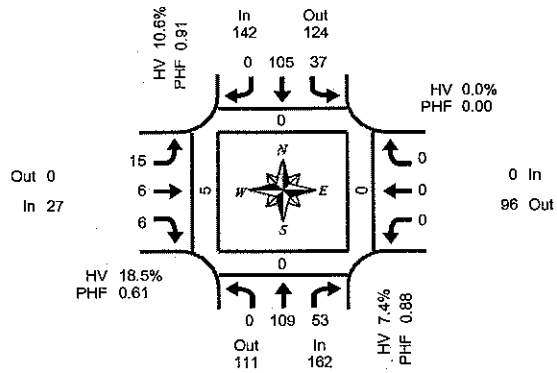 In Out
142 124
HV 10.6%
PHF 0.91
0 105 37
HV 0.0%
PHF 0.00
0
15
6
6
Out 0
In 27
5
N
W E
S
0
0
0
0
0 In
96 Out
HV 18.5%
PHF 0.61
0
0 109 53
HV 7.4%
PHF 0.88
Out In
111 162